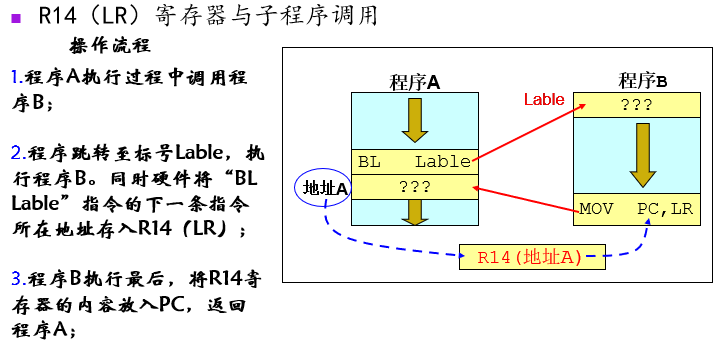 R14（LR）寄存器与子程序调用
操作流程
1.程序A执行过程中调用程
序B；
2.程序跳转至标号Lable，执
行程序B。同时硬件将“BL
Lable”指令的下一条指令
所在地址存入R14（LR）；
3.程序B执行最后，将R14寄
存器的内容放入PC，返回
程序A；
程序A
BL Lable
地址A
???
Lable
程序B
???
MOV PC,LR
R14(地址A)